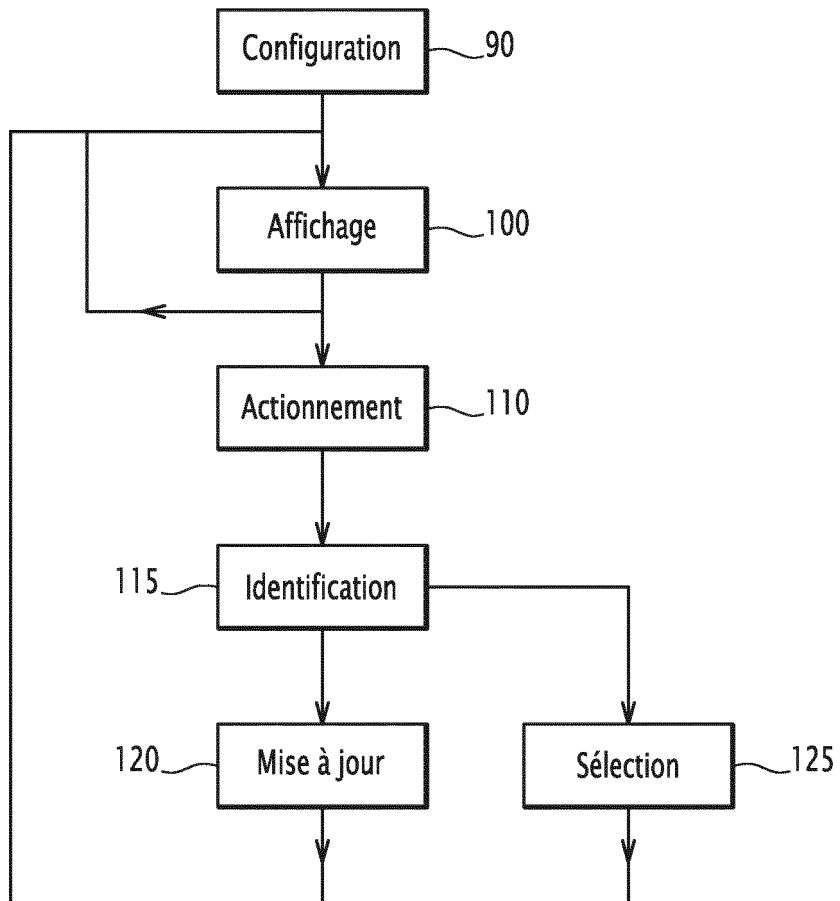 Configuration 90
Affichage 100
Actionnement 110
115 Identification
120 Mise à jour
Sélection 125